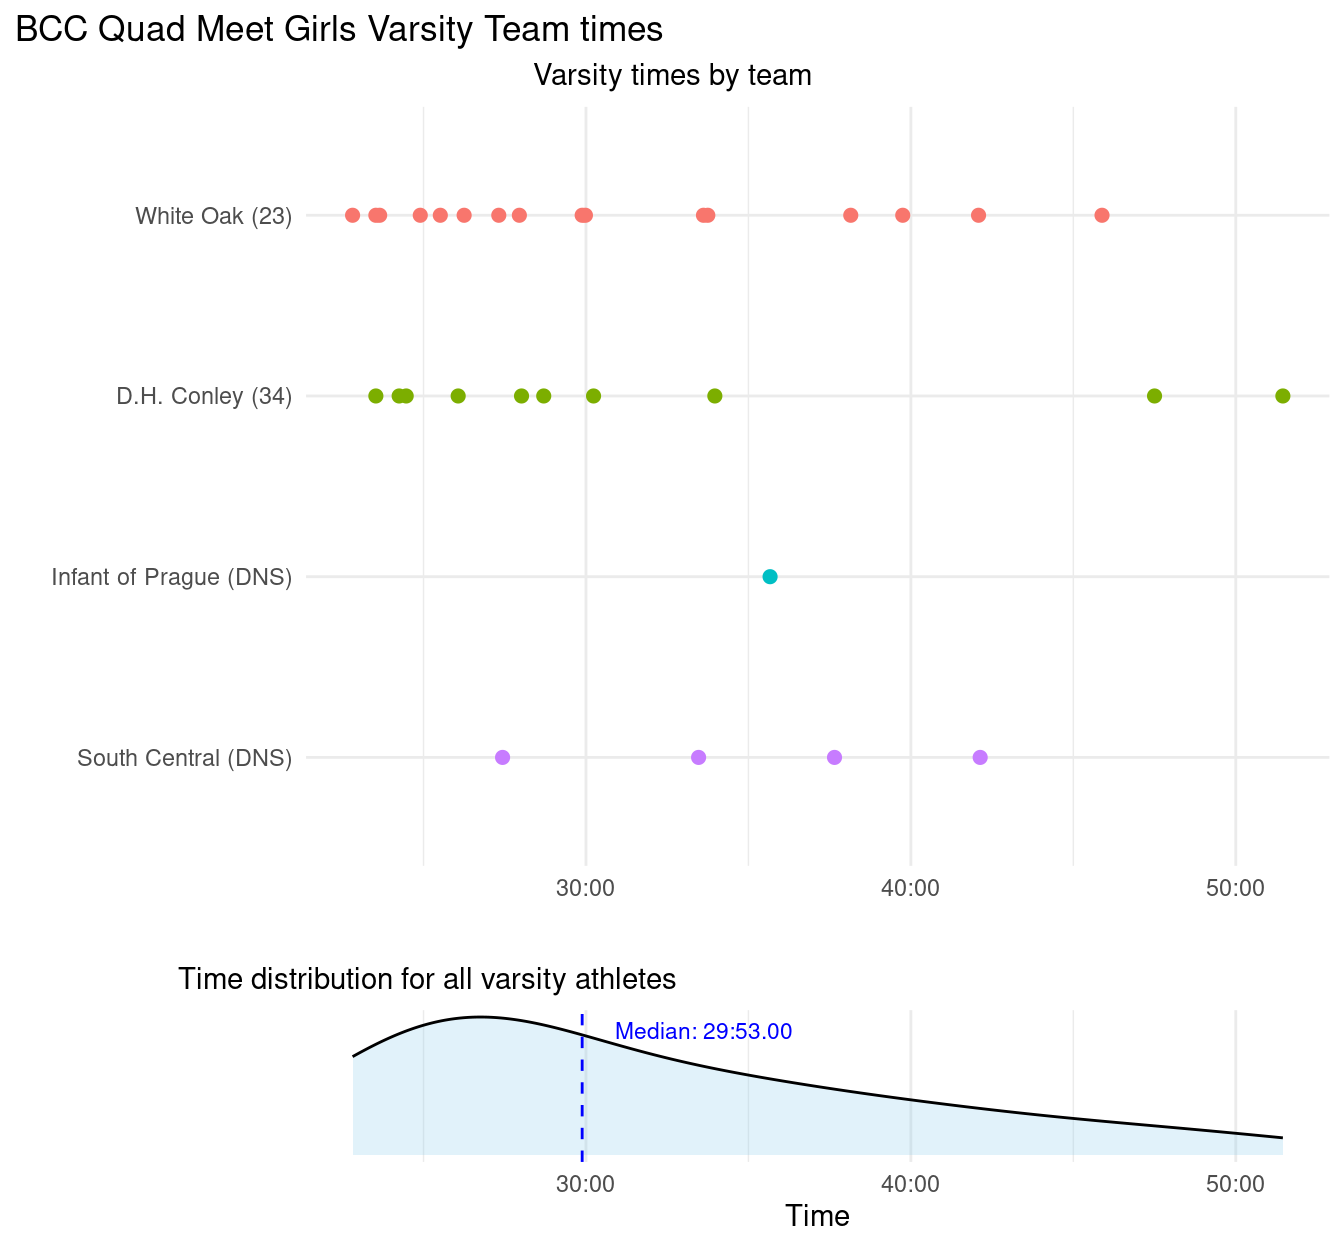 BCC Quad Meet Girls Varsity Team times
Varsity times by team
White Oak (23)
D.H. Conley (34)
Infant of Prague (DNS)
South Central (DNS)
30:00 40:00 50:00
Time distribution for all varsity athletes
Median: 29:53.00
30:00 40:00 50:00
Time